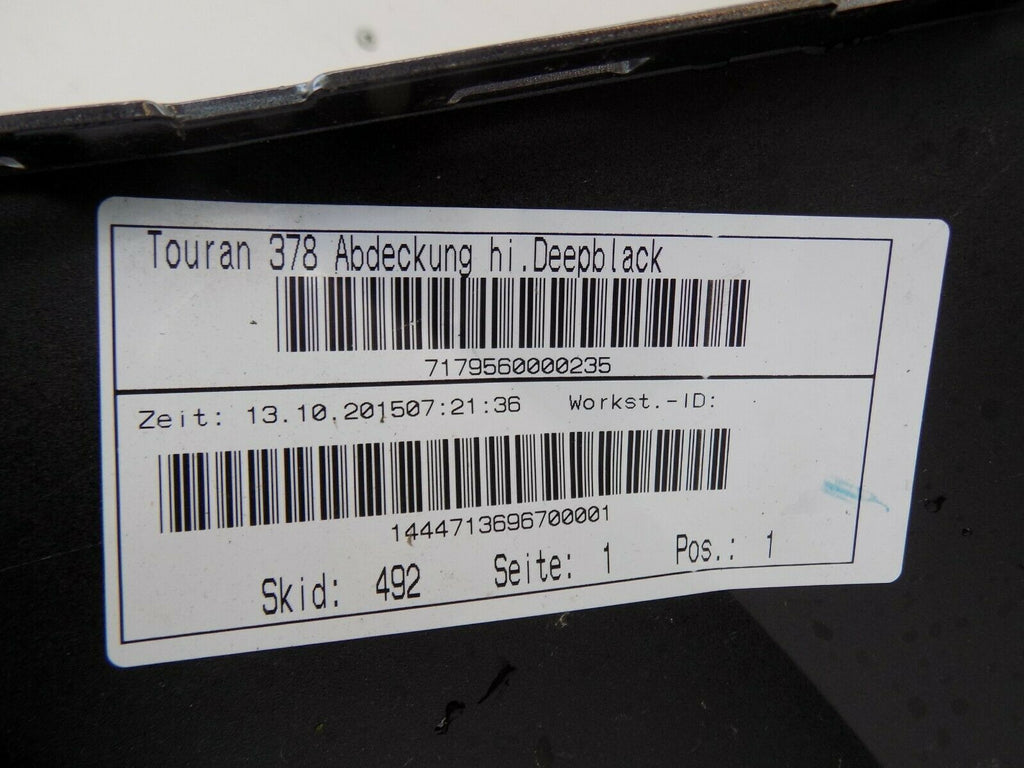 Touran 378 Abdeckung hi.Deepblack
7179560000235
Zeit: 13.10.201507:21:36 Workst.-ID:
1444713696700001
Skid: 492 Seite: 1 Pos.: 1